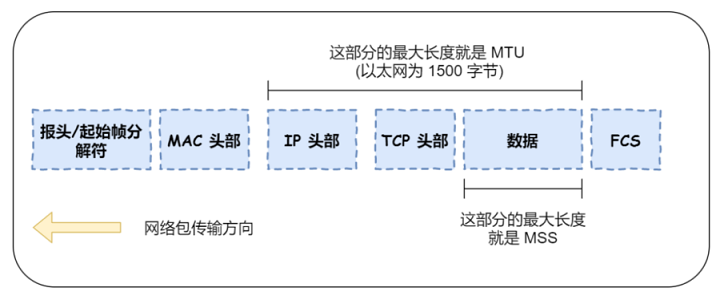 这部分的最大长度就是 MTU
(以太网为 1500 字节)
报头/起始帧分
解符
MAC 头部
IP 头部
TCP 头部
数据
FCS
这部分的最大长度
就是 MSS
网络包传输方向